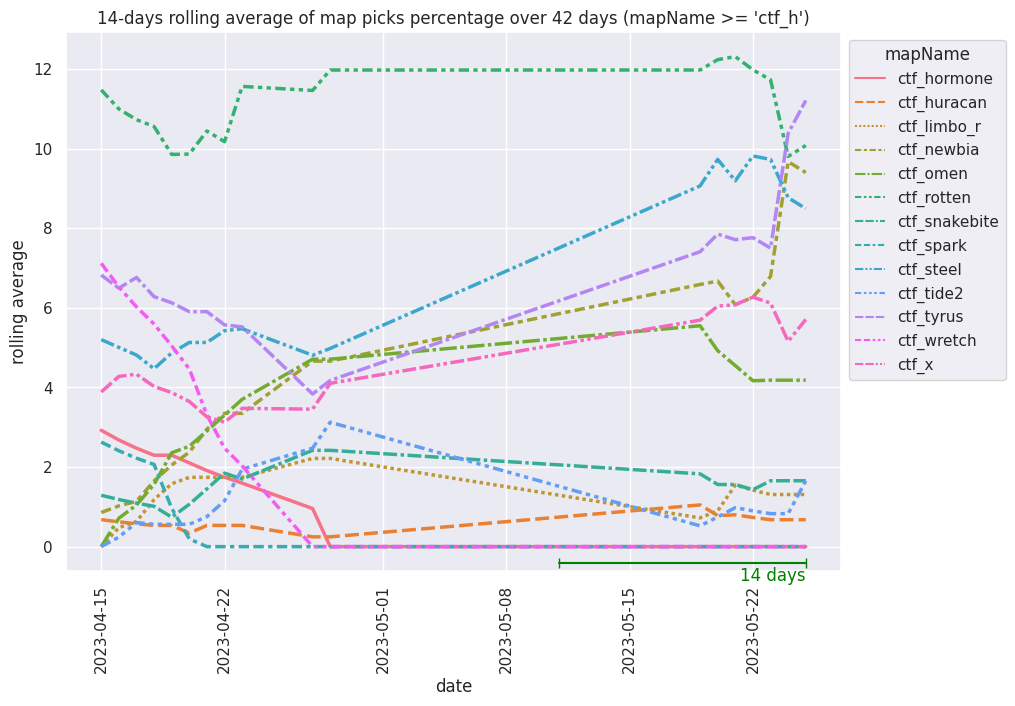 14-days rolling average of map picks percentage over 42 days (mapName >= 'ctf_h')
rolling average
12
10
8
6
4
2
0
2023-04-15
2023-04-22
2023-05-01
2023-05-08
2023-05-15
2023-05-22
date
14 days
mapName
ctf_hormone
ctf_huracan
ctf_limbo_r
ctf_newbia
ctf_omen
ctf_rotten
ctf_snakebite
ctf_spark
ctf_steel
ctf_tide2
ctf_tyrus
ctf_wretch
ctf_x